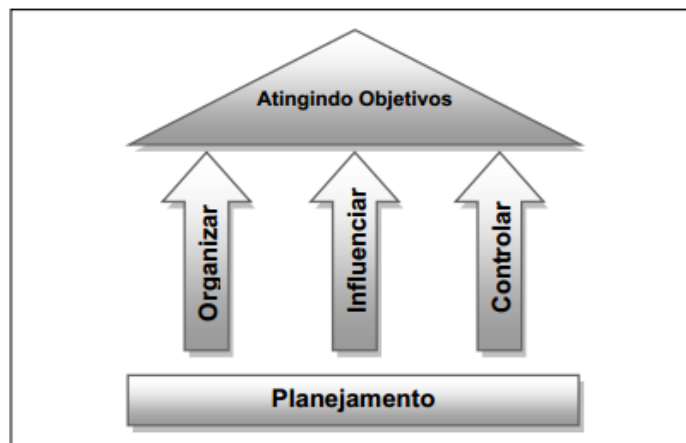 Atingindo Objetivos
Organizar
Influenciar
Controlar
Planejamento